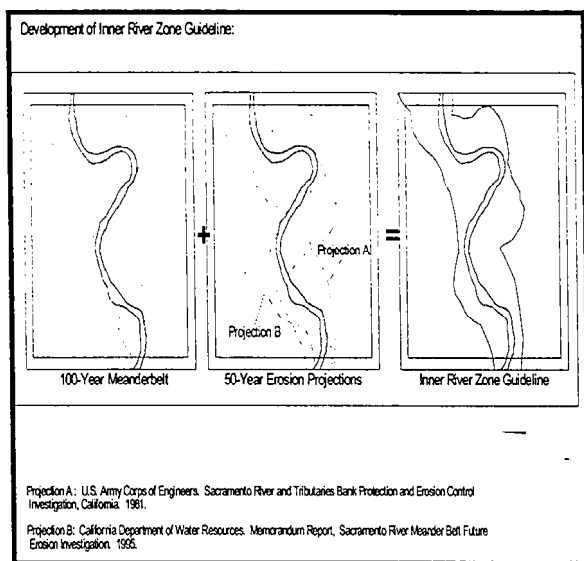 Development of Inner River Zone Guideline:
+
Projection A
=
Projection B
100-Year Meanderbelt
50-Year Erosion Projections
Inner River Zone Guideline
Projection A: U.S. Army Corps of Engineers. Sacramento River and Tributaries Bank Protection and Erosion Control
Investigation, California. 1981.
Projection B: California Department of Water Resources. Memorandum Report, Sacramento River Meander Belt Future
Erosion Investigation. 1995.